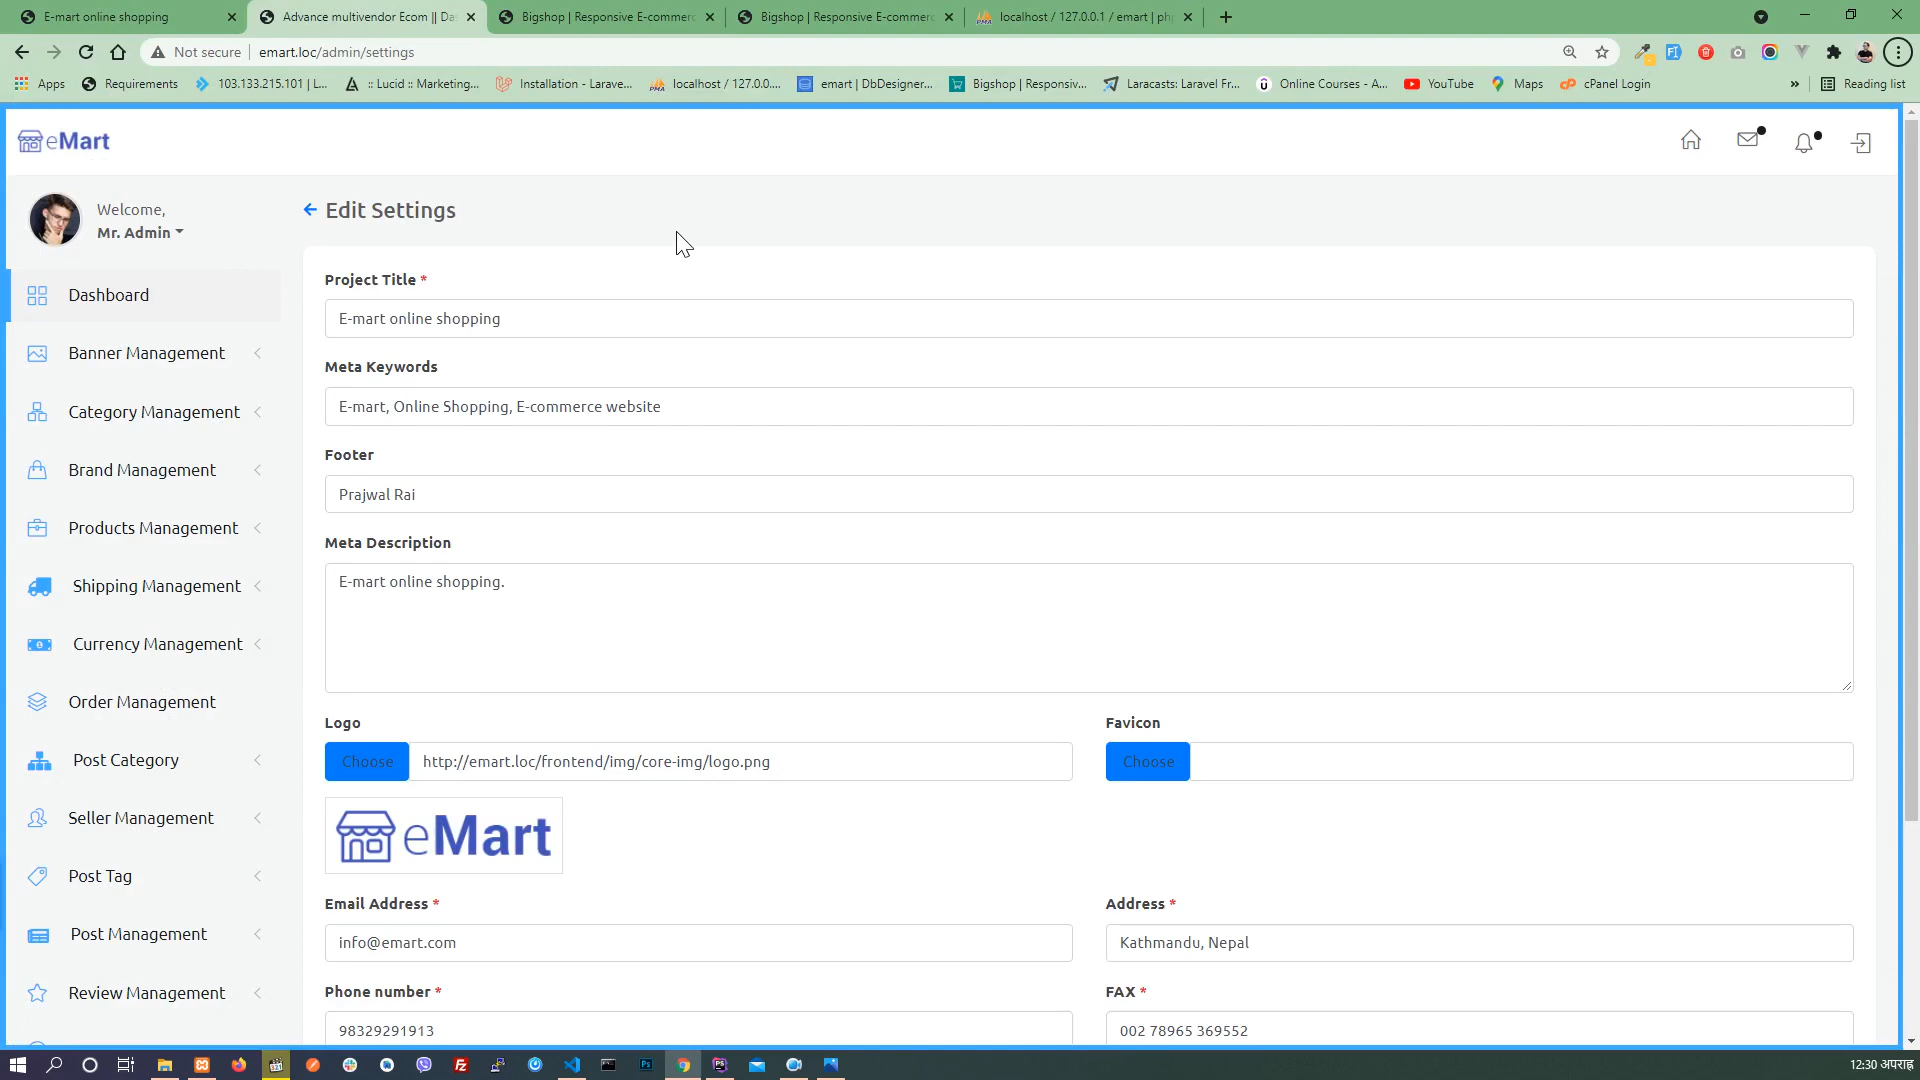 E-mart online shopping
Advance multivendor Ecom || Da
Bigshop | Responsive E-commerc
Bigshop | Responsive E-commerc
localhost / 127.0.0.1 / emart | ph
Not secure
emart.loc/admin/settings
Apps
Requirements
103.133.215.101 | L...
:: Lucid :: Marketing...
Installation - Larave...
localhost / 127.0.0....
emart | DbDesigner...
Bigshop | Responsiv...
Laracasts: Laravel Fr...
Online Courses - A...
YouTube
Maps
cPanel Login
»
Reading list
eMart
Welcome,
Mr. Admin
Dashboard
Banner Management
Category Management
Brand Management
Products Management
Shipping Management
Currency Management
Order Management
Post Category
Seller Management
Post Tag
Post Management
Review Management
Edit Settings
Project Title *
E-mart online shopping
Meta Keywords
E-mart, Online Shopping, E-commerce website
Footer
Prajwal Rai
Meta Description
E-mart online shopping.
Logo
Choose
http://emart.loc/frontend/img/core-img/logo.png
Favicon
Choose
eMart
Email Address *
info@emart.com
Address *
Kathmandu, Nepal
Phone number *
98329291913
FAX *
002 78965 369552
12:30 अपराह्न